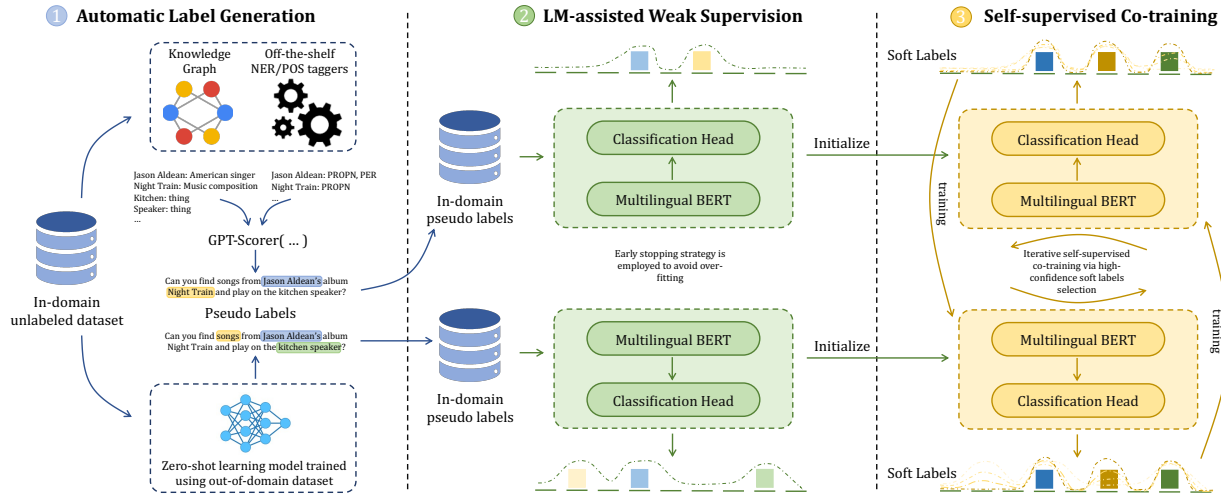 1 Automatic Label Generation
Knowledge
Graph
Off-the-shelf
NER/POS taggers
Jason Aldean: American singer
Night Train: Music composition
Kitchen: thing
Speaker: thing
...
Jason Aldean: PROPN, PER
Night Train: PROPN
...
GPT-Scorer( ... )
Can you find songs from Jason Aldean's album
Night Train and play on the kitchen speaker?
Pseudo Labels
Can you find songs from Jason Aldean's album
Night Train and play on the kitchen speaker?
In-domain
unlabeled dataset
Zero-shot learning model trained
using out-of-domain dataset
2 LM-assisted Weak Supervision
In-domain
pseudo labels
Classification Head
Multilingual BERT
Early stopping strategy is
employed to avoid over-
fitting
In-domain
pseudo labels
Multilingual BERT
Classification Head
Initialize
Initialize
3 Self-supervised Co-training
Soft Labels
Classification Head
Multilingual BERT
training
Iterative self-supervised
co-training via high-
confidence soft labels
selection
Multilingual BERT
Classification Head
training
Soft Labels